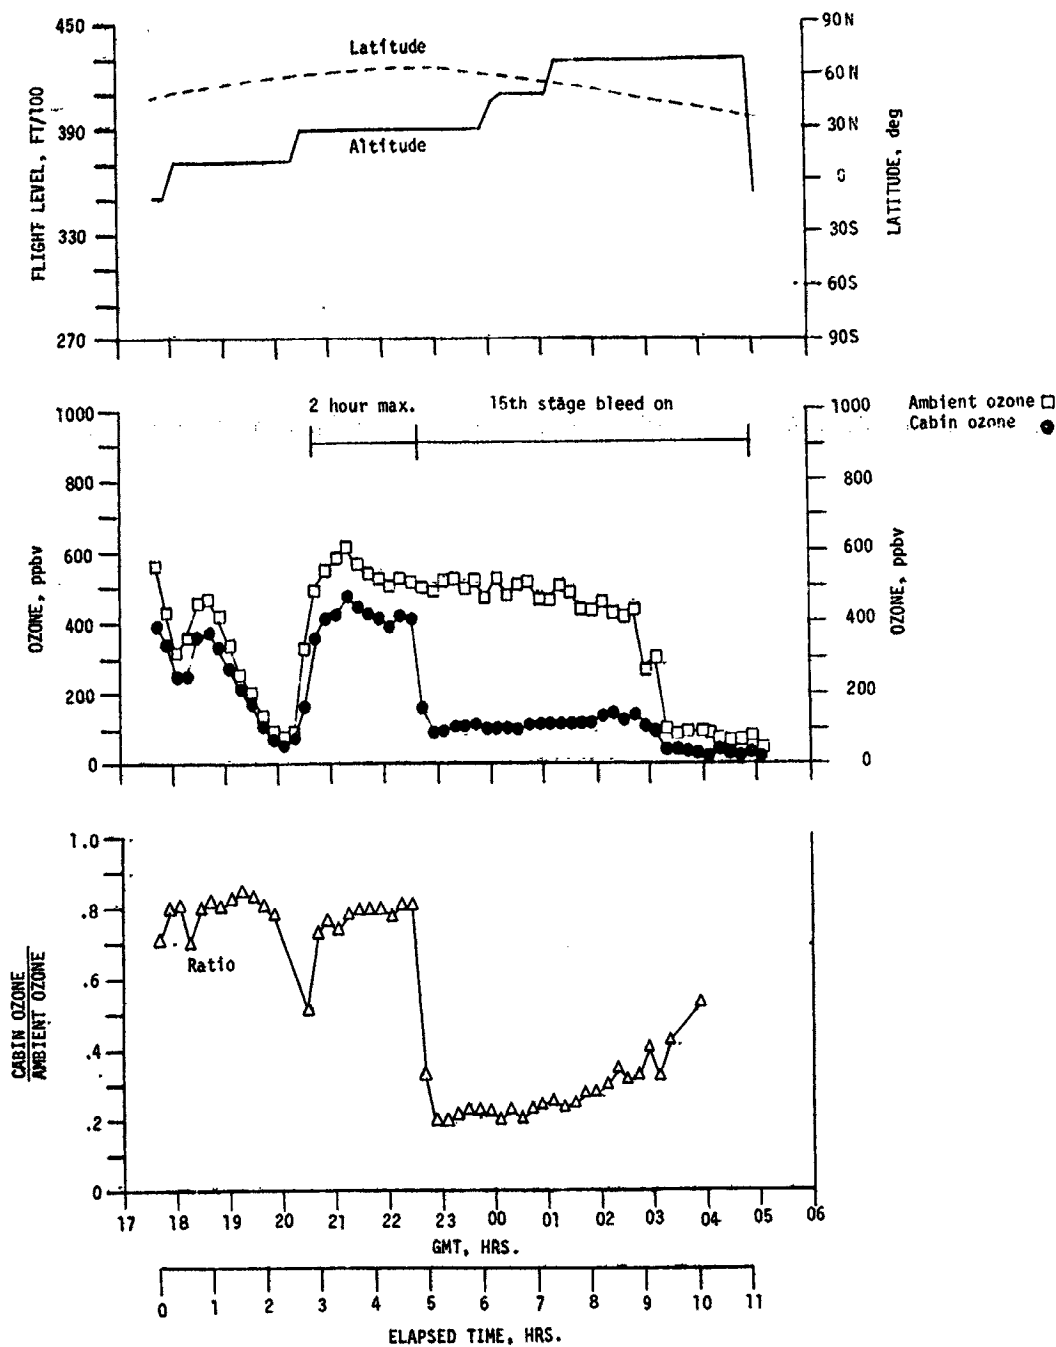 450
390
330
270
FLIGHT LEVEL, FT/100
Latitude
Altitude
90N
60N
30N
0
30S
60S
90S
LATITUDE, deg
2 hour max.
15th stage bleed on
Ambient ozone
Cabin ozone
1000
800
600
400
200
0
OZONE, ppbv
1000
800
600
400
200
0
OZONE, ppbv
1.0
.8
.6
.4
.2
0
CABIN OZONE
AMBIENT OZONE
Ratio
17 18 19 20 21 22 23 00 01 02 03 04 05 06
GMT, HRS.
0 1 2 3 4 5 6 7 8 9 10 11
ELAPSED TIME, HRS.